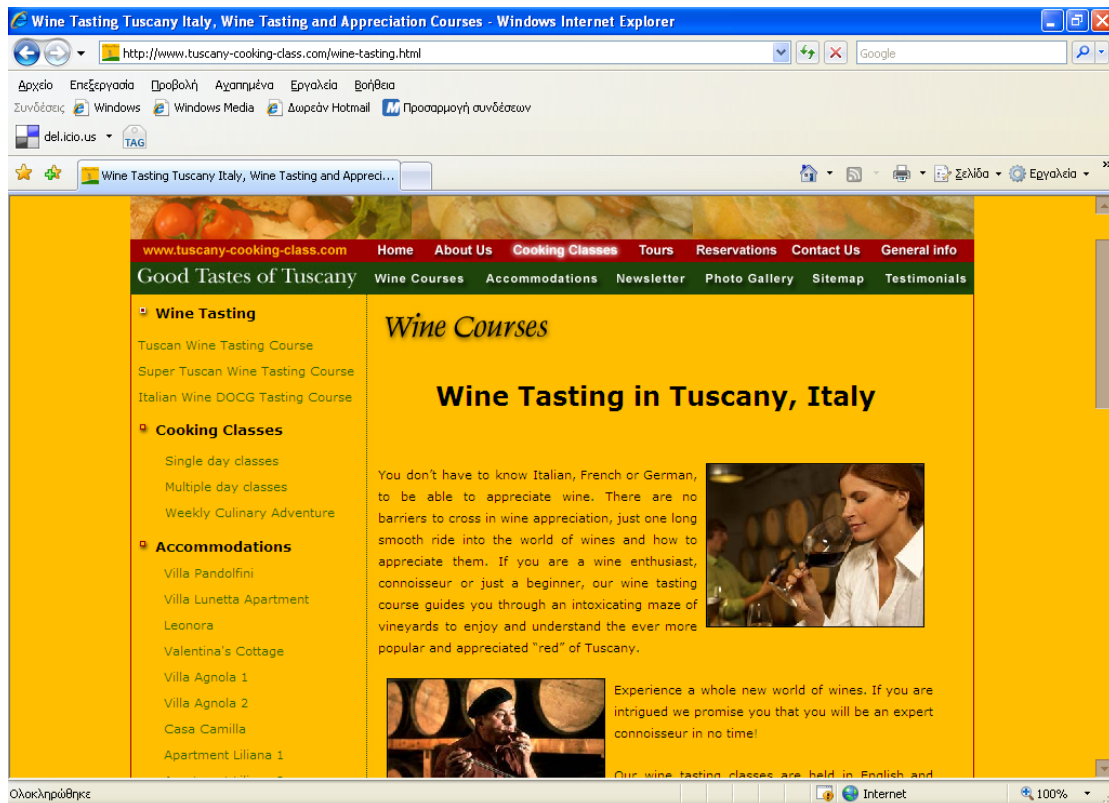 Wine Tasting Tuscany Italy, Wine Tasting and Appreciation Courses - Windows Internet Explorer
http://www.tuscany-cooking-class.com/wine-tasting.html
Google
Αρχείο Επεξεργασία Προβολή Αγαπημένα Εργαλεία Βοήθεια
Συνδέσεις Windows Windows Media Δωρεάν Hotmail Προσαρμογή συνδέσεων
del.icio.us TAG
Wine Tasting Tuscany Italy, Wine Tasting and Appreci...
Σελίδα Εργαλεία
www.tuscany-cooking-class.com Home About Us Cooking Classes Tours Reservations Contact Us General info
Good Tastes of Tuscany Wine Courses Accommodations Newsletter Photo Gallery Sitemap Testimonials
Wine Tasting
Tuscan Wine Tasting Course
Super Tuscan Wine Tasting Course
Italian Wine DOCG Tasting Course
Cooking Classes
Single day classes
Multiple day classes
Weekly Culinary Adventure
Accommodations
Villa Pandolfini
Villa Lunetta Apartment
Leonora
Valentina's Cottage
Villa Agnola 1
Villa Agnola 2
Casa Camilla
Apartment Liliana 1
Wine Courses
Wine Tasting in Tuscany, Italy
You don't have to know Italian, French or German,
to be able to appreciate wine. There are no
barriers to cross in wine appreciation, just one long
smooth ride into the world of wines and how to
appreciate them. If you are a wine enthusiast,
connoisseur or just a beginner, our wine tasting
course guides you through an intoxicating maze of
vineyards to enjoy and understand the ever more
popular and appreciated “red” of Tuscany.
Experience a whole new world of wines. If you are
intrigued we promise you that you will be an expert
connoisseur in no time!
Our wine tasting classes are held in English and
Ολοκληρώθηκε
Internet
100%